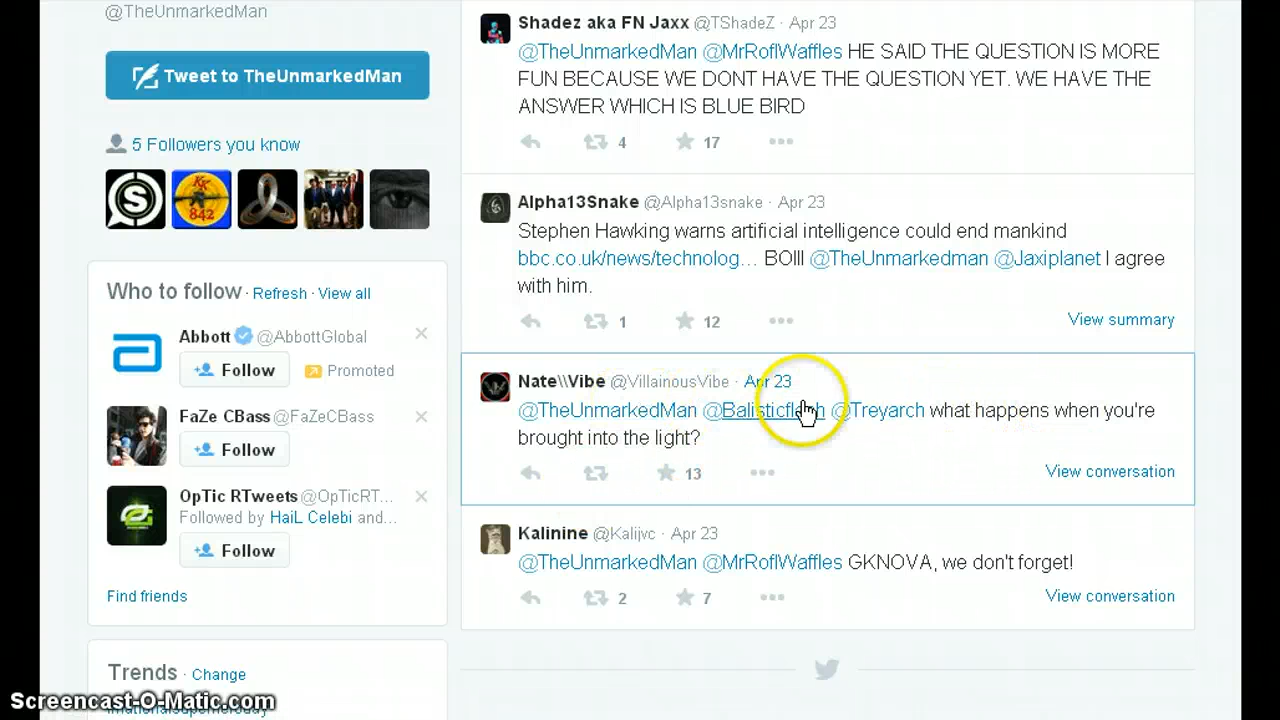 @TheUnmarkedMan
Tweet to TheUnmarkedMan
5 Followers you know
S
KK
842
Who to follow · Refresh · View all
Abbott @AbbottGlobal
Follow Promoted
FaZe CBass @FaZeCBass
Follow
OpTic RTweets @OpTicRT...
Followed by HaiL Celebi and...
Follow
Find friends
Trends · Change
Shadez aka FN Jaxx @TShadeZ · Apr 23
@TheUnmarkedMan @MrRoflWaffles HE SAID THE QUESTION IS MORE
FUN BECAUSE WE DONT HAVE THE QUESTION YET. WE HAVE THE
ANSWER WHICH IS BLUE BIRD
4 17
Alpha13Snake @Alpha13snake · Apr 23
Stephen Hawking warns artificial intelligence could end mankind
bbc.co.uk/news/technolog... BOIII @TheUnmarkedman @Jaxiplanet I agree
with him.
1 12 View summary
Nate\\Vibe @VillainousVibe · Apr 23
@TheUnmarkedMan @Treyarch what happens when you're
brought into the light?
13 View conversation
Kalinine @Kalijvc · Apr 23
@TheUnmarkedMan @MrRoflWaffles GKNOVA, we don't forget!
2 7 View conversation
Screencast-O-Matic.com